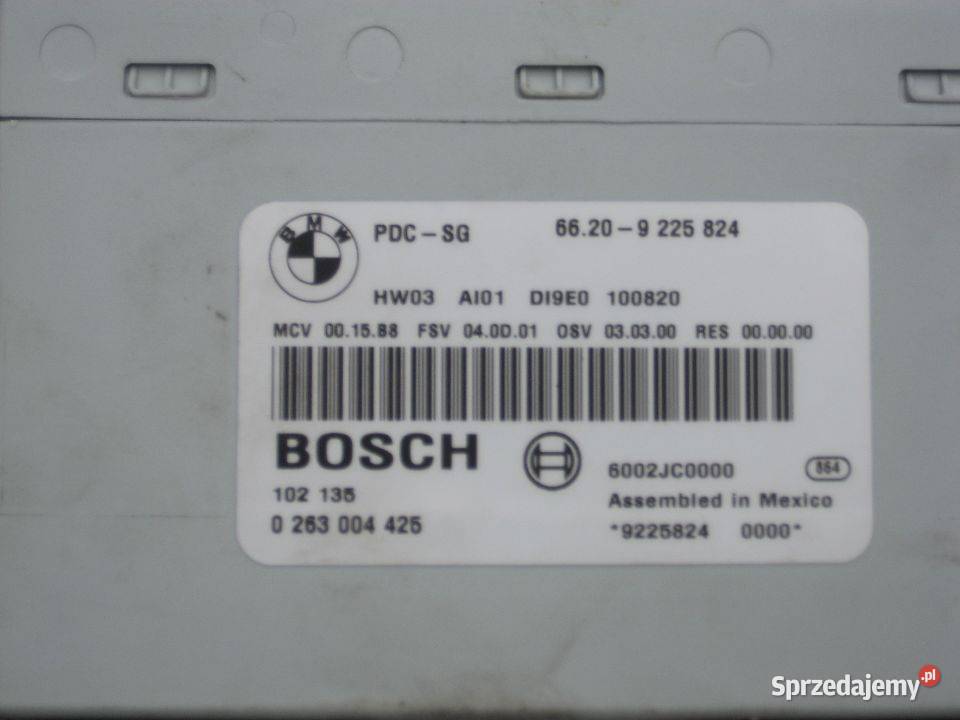 BMW
PDC-SG 66.20-9 225 824
HW03 AI01 DI9E0 100820
MCV 00.15.B8 FSV 04.0D.01 OSV 03.03.00 RES 00.00.00
BOSCH
6002JC0000 864
102 135
Assembled in Mexico
0 263 004 425
*9225824 0000*
Sprzedajemy.pl